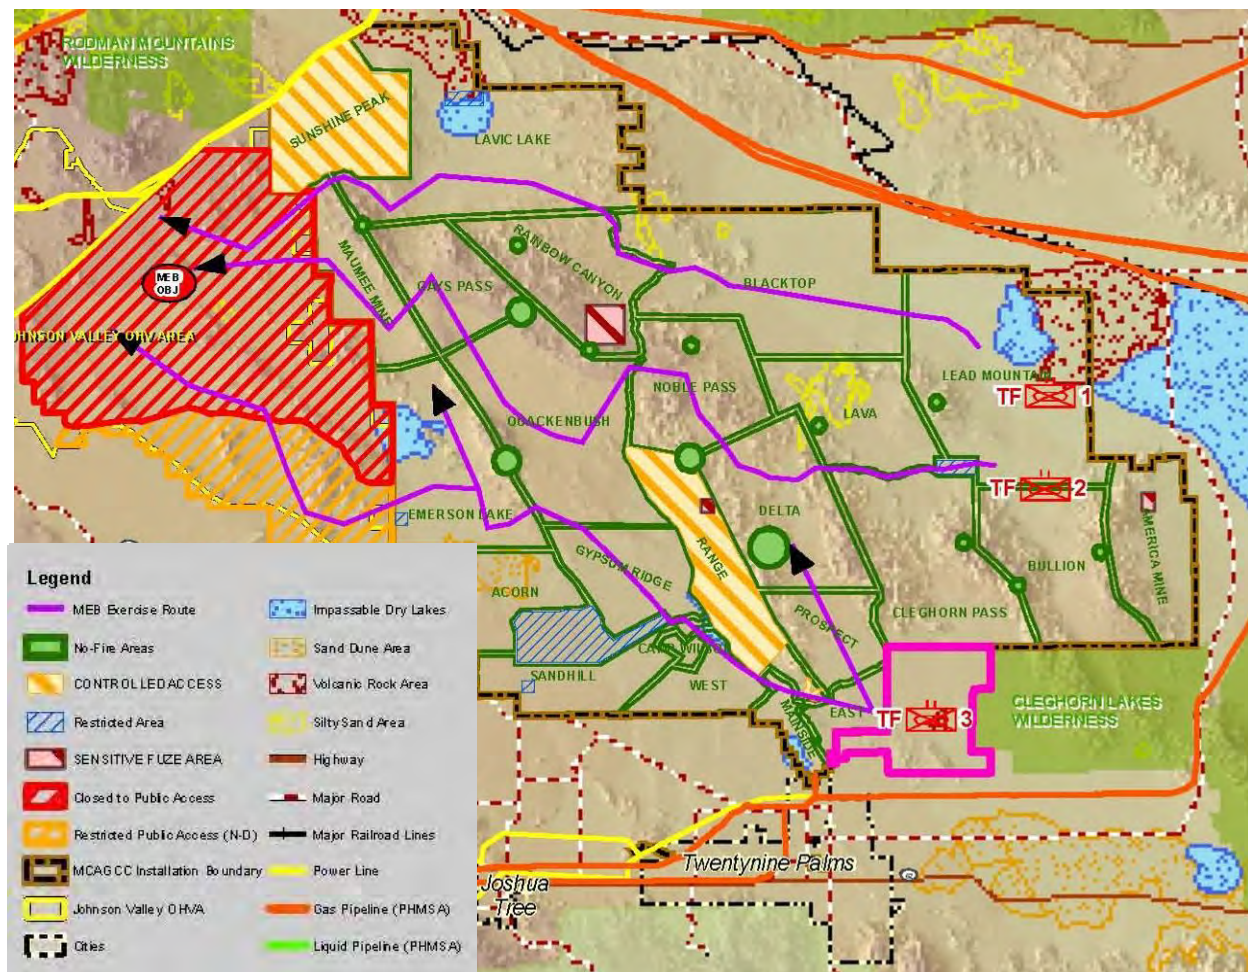 RODMAN MOUNTAINS
WILDERNESS
SUNSHINE PEAK
LAVIC LAKE
MAUMEE MINE
GAYS PASS
RAINBOW CANYON
BLACKTOP
MEB
OBJ
JOHNSON VALLEY ORV AREA
LEAD MOUNTAIN
TF 1
NOBLE PASS
LAVA
QUACKENBUSH
TF 2
EMERSON LAKE
DELTA
AMERICA MINE
RANGE
GYPSUM RIDGE
BULLION
ACORN
PROSPECT
CLEGHORN PASS
CAMP WILSON
SANDHILL
WEST
MAINSIDE
EAST
TF 3
CLEGHORN LAKES
WILDERNESS
Twentynine Palms
Joshua
Tree
Legend
MEB Exercise Route
No-Fire Areas
CONTROLLED ACCESS
Restricted Area
SENSITIVE FUZE AREA
Closed to Public Access
Restricted Public Access (N-D)
MCAGCC Installation Boundary
Johnson Valley OHVA
Cities
Impassable Dry Lakes
Sand Dune Area
Volcanic Rock Area
Silty Sand Area
Highway
Major Road
Major Railroad Lines
Power Line
Gas Pipeline (PHMSA)
Liquid Pipeline (PHMSA)